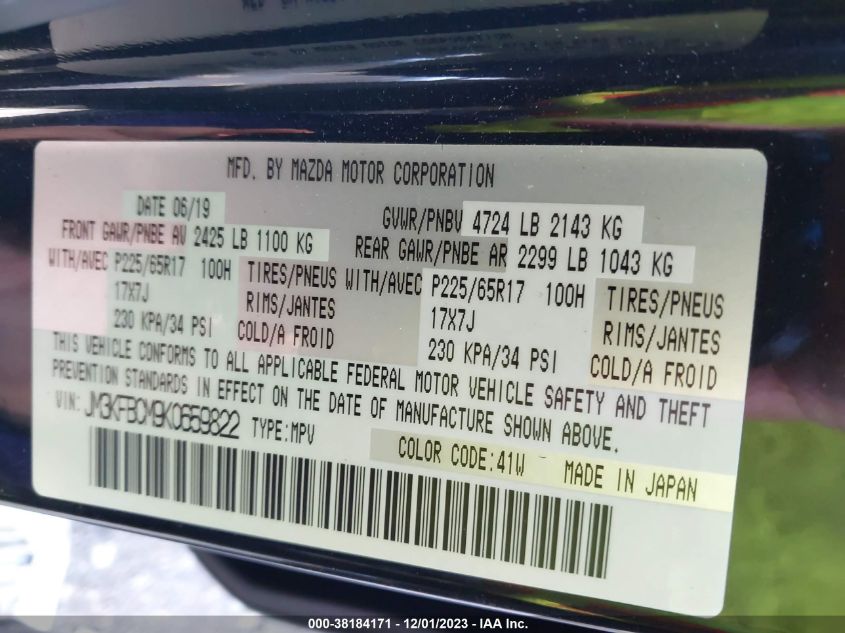 MFD. BY MAZDA MOTOR CORPORATION
DATE 06/19
GVWR/PNBV 4724 LB 2143 KG
FRONT GAWR/PNBE AV 2425 LB 1100 KG
REAR GAWR/PNBE AR 2299 LB 1043 KG
WITH/AVEC P225/65R17 100H TIRES/PNEUS
17X7J RIMS/JANTES
230 KPA/34 PSI COLD/A FROID
WITH/AVEC P225/65R17 100H TIRES/PNEUS
17X7J RIMS/JANTES
230 KPA/34 PSI COLD/A FROID
THIS VEHICLE CONFORMS TO ALL APPLICABLE FEDERAL MOTOR VEHICLE SAFETY AND THEFT
PREVENTION STANDARDS IN EFFECT ON THE DATE OF MANUFACTURE SHOWN ABOVE.
VIN: JM3KFBCM9K0659822 TYPE:MPV
COLOR CODE:41W MADE IN JAPAN
000-38184171 - 12/01/2023 - IAA Inc.